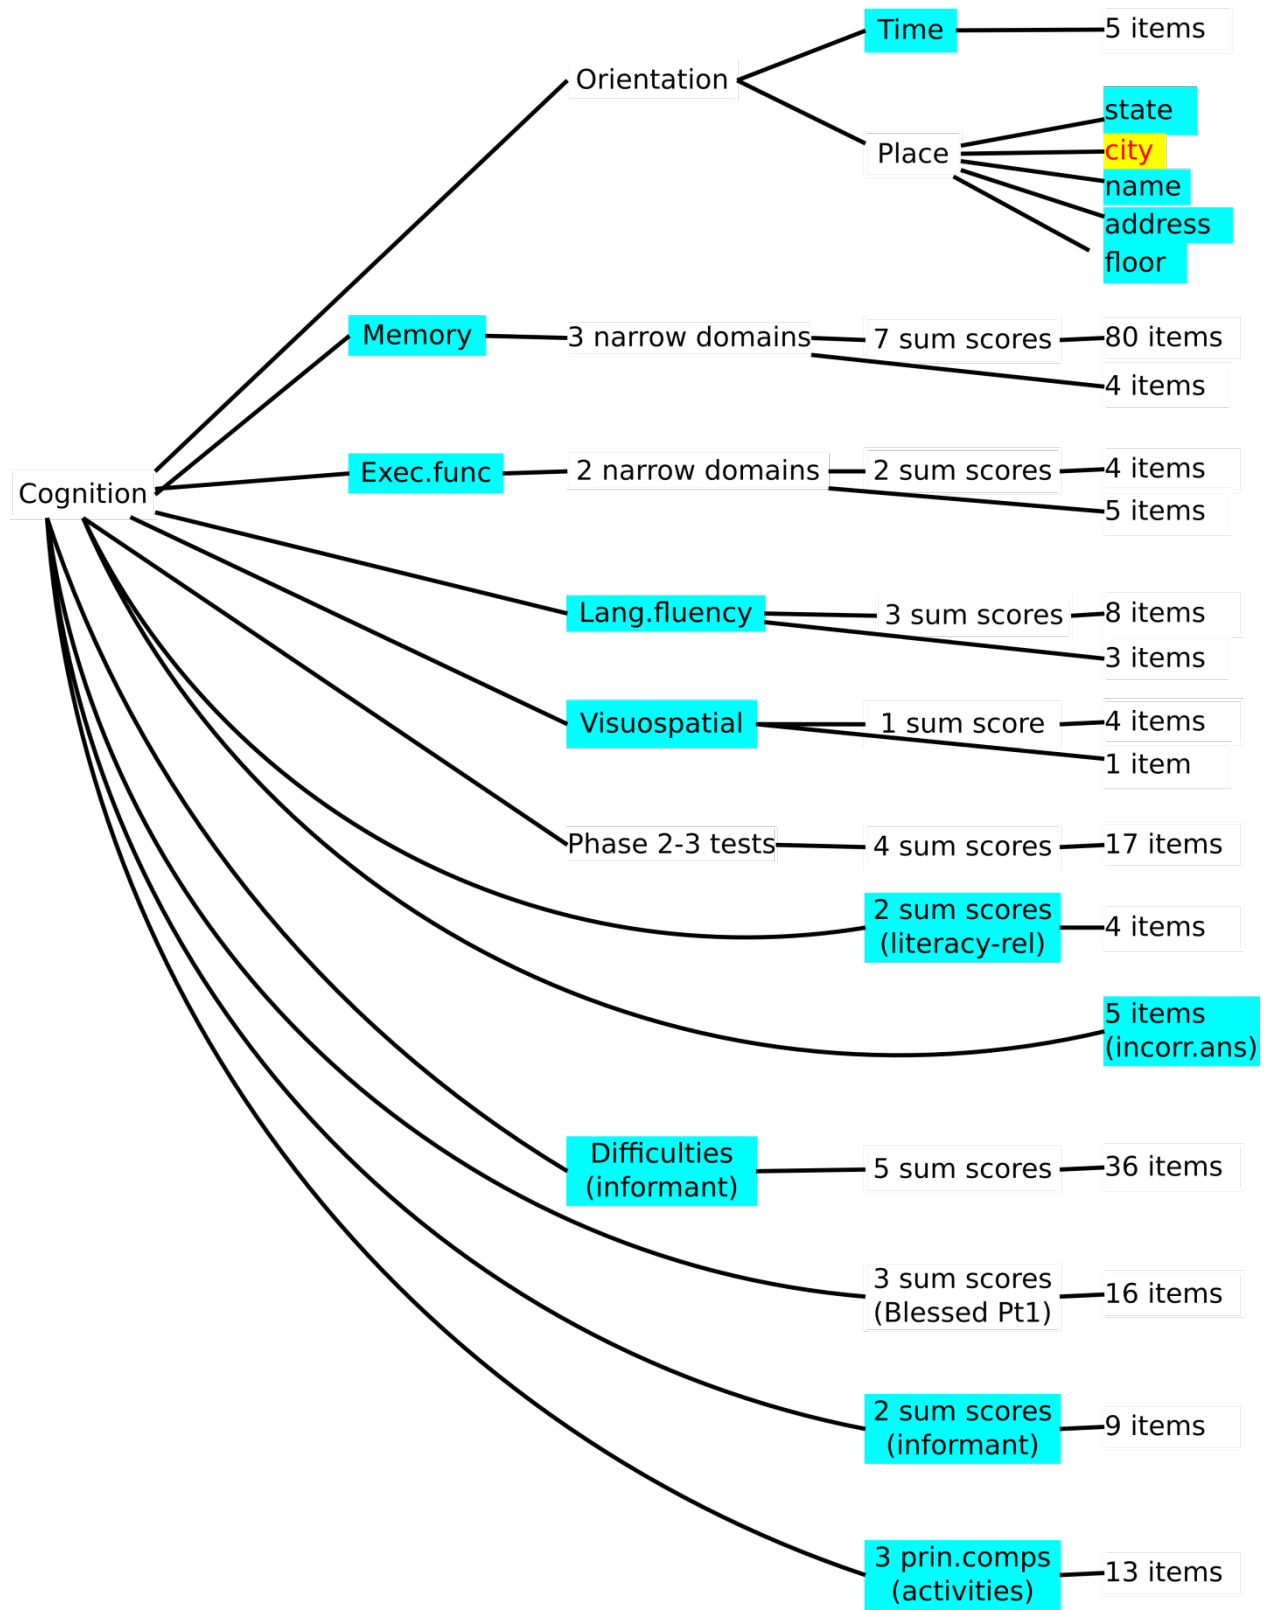 Time
5 items
Orientation
state
Place
city
name
address
floor
Memory
3 narrow domains
7 sum scores
80 items
4 items
Cognition
Exec.func
2 narrow domains
2 sum scores
4 items
5 items
Lang.fluency
3 sum scores
8 items
3 items
Visuospatial
1 sum score
4 items
1 item
Phase 2-3 tests
4 sum scores
17 items
2 sum scores
(literacy-rel)
4 items
5 items
(incorr.ans)
Difficulties
(informant)
5 sum scores
36 items
3 sum scores
(Blessed Pt1)
16 items
2 sum scores
(informant)
9 items
3 prin.comps
(activities)
13 items